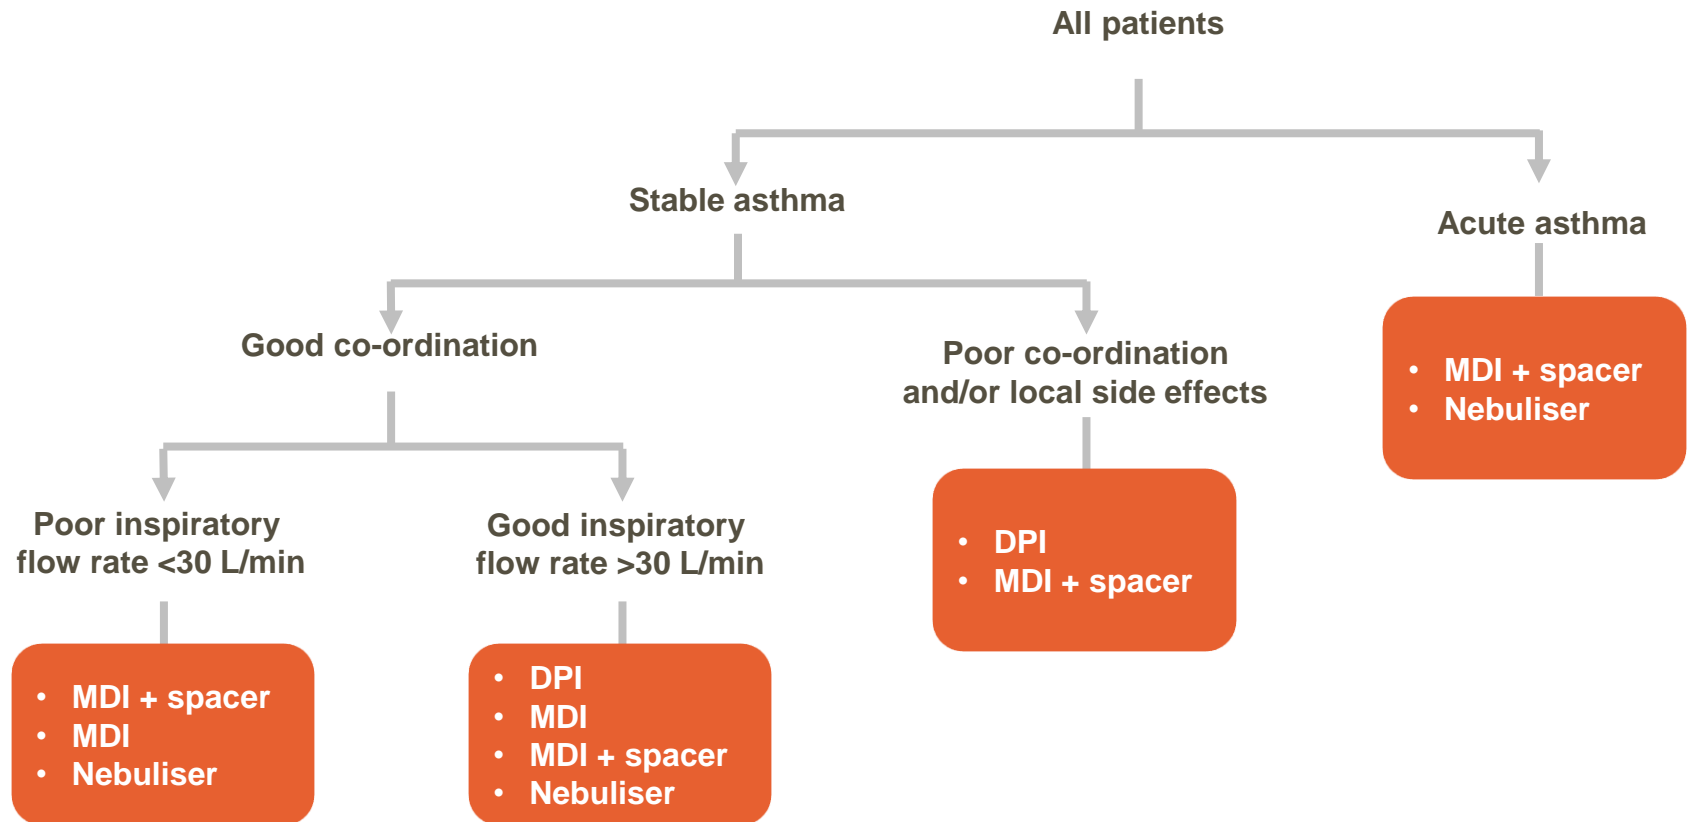 All patients
Stable asthma
Acute asthma
• MDI + spacer
• Nebuliser
Good co-ordination
Poor co-ordination
and/or local side effects
• DPI
• MDI + spacer
Poor inspiratory
flow rate <30 L/min
Good inspiratory
flow rate >30 L/min
• MDI + spacer
• MDI
• Nebuliser
• DPI
• MDI
• MDI + spacer
• Nebuliser